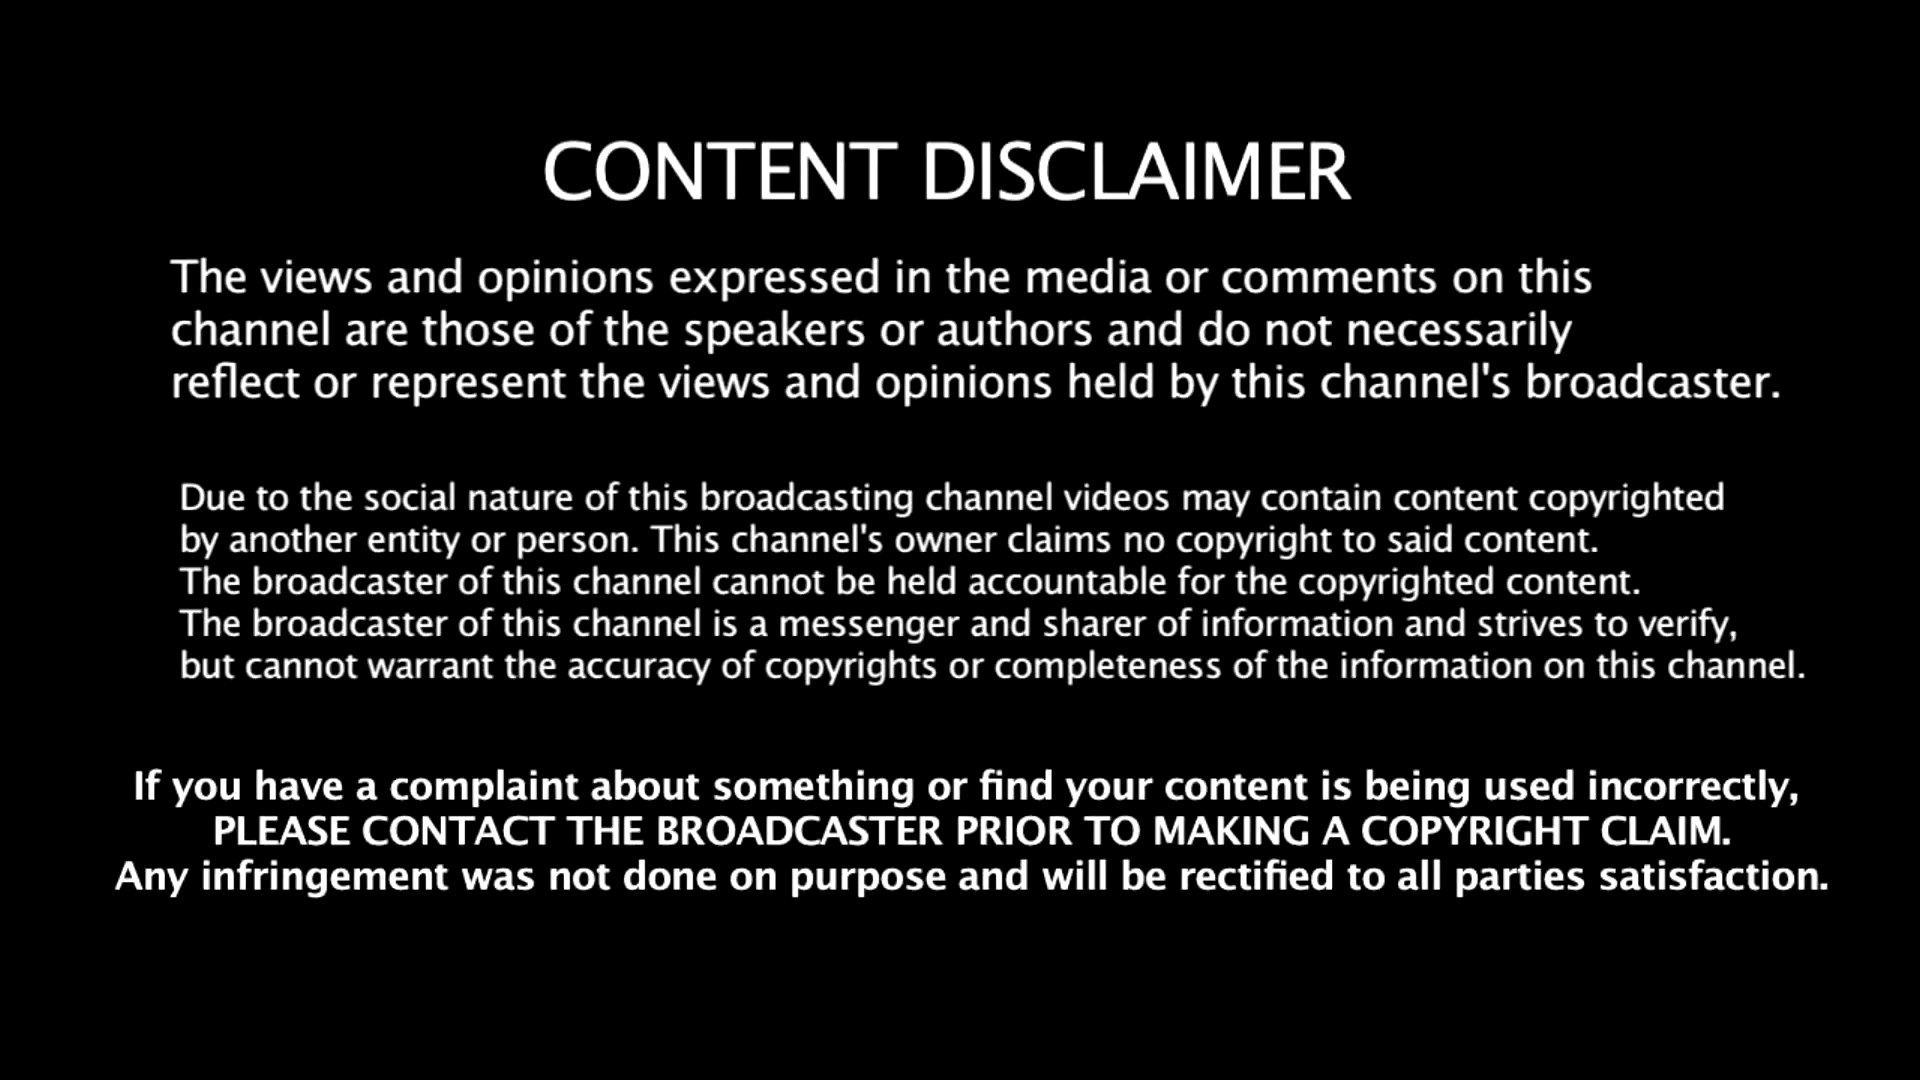 CONTENT DISCLAIMER
The views and opinions expressed in the media or comments on this
channel are those of the speakers or authors and do not necessarily
reflect or represent the views and opinions held by this channel's broadcaster.
Due to the social nature of this broadcasting channel videos may contain content copyrighted
by another entity or person. This channel's owner claims no copyright to said content.
The broadcaster of this channel cannot be held accountable for the copyrighted content.
The broadcaster of this channel is a messenger and sharer of information and strives to verify,
but cannot warrant the accuracy of copyrights or completeness of the information on this channel.
If you have a complaint about something or find your content is being used incorrectly,
PLEASE CONTACT THE BROADCASTER PRIOR TO MAKING A COPYRIGHT CLAIM.
Any infringement was not done on purpose and will be rectified to all parties satisfaction.